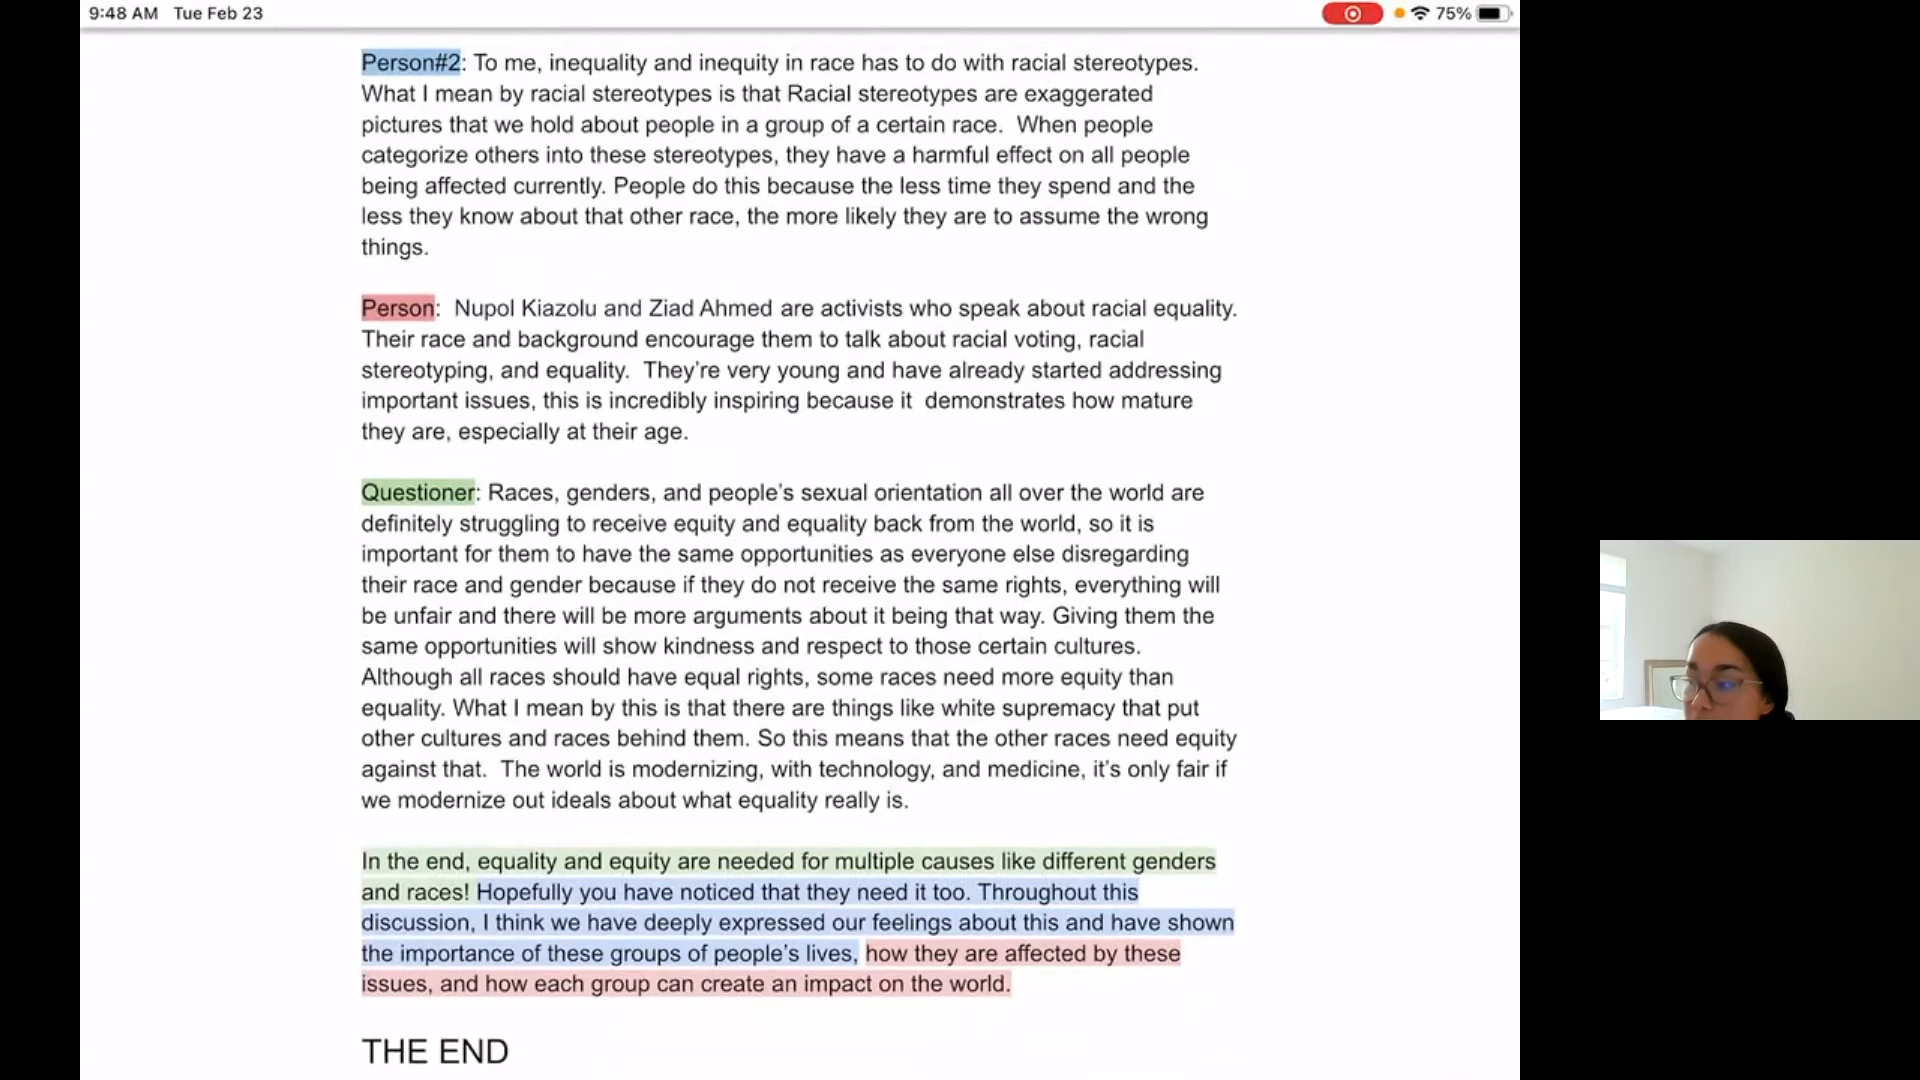 9:48 AM Tue Feb 23
75%
Person#2: To me, inequality and inequity in race has to do with racial stereotypes.
What I mean by racial stereotypes is that Racial stereotypes are exaggerated
pictures that we hold about people in a group of a certain race.  When people
categorize others into these stereotypes, they have a harmful effect on all people
being affected currently. People do this because the less time they spend and the
less they know about that other race, the more likely they are to assume the wrong
things.
Person:  Nupol Kiazolu and Ziad Ahmed are activists who speak about racial equality.
Their race and background encourage them to talk about racial voting, racial
stereotyping, and equality.  They’re very young and have already started addressing
important issues, this is incredibly inspiring because it  demonstrates how mature
they are, especially at their age.
Questioner: Races, genders, and people’s sexual orientation all over the world are
definitely struggling to receive equity and equality back from the world, so it is
important for them to have the same opportunities as everyone else disregarding
their race and gender because if they do not receive the same rights, everything will
be unfair and there will be more arguments about it being that way. Giving them the
same opportunities will show kindness and respect to those certain cultures.
Although all races should have equal rights, some races need more equity than
equality. What I mean by this is that there are things like white supremacy that put
other cultures and races behind them. So this means that the other races need equity
against that.  The world is modernizing, with technology, and medicine, it’s only fair if
we modernize out ideals about what equality really is.
In the end, equality and equity are needed for multiple causes like different genders
and races! Hopefully you have noticed that they need it too. Throughout this
discussion, I think we have deeply expressed our feelings about this and have shown
the importance of these groups of people’s lives, how they are affected by these
issues, and how each group can create an impact on the world.
THE END